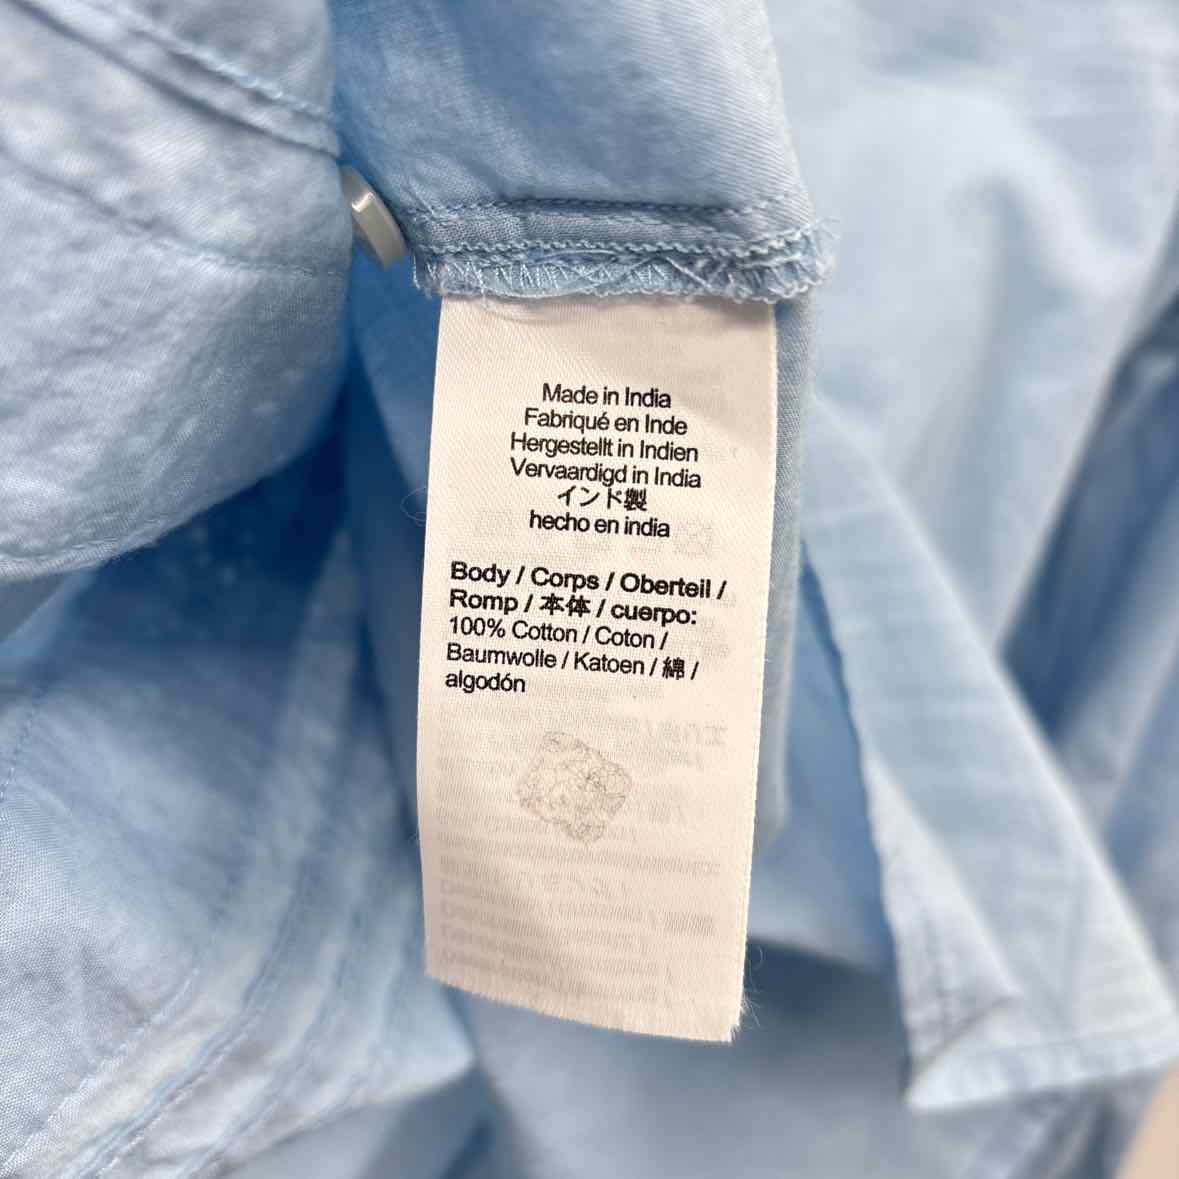 Made in India
Fabriqué en Inde
Hergestellt in Indien
Vervaardigd in India
インド製
hecho en india
Body / Corps / Oberteil /
Romp / 本体 / cuerpo:
100% Cotton / Coton /
Baumwolle / Katoen / 綿 /
algodón